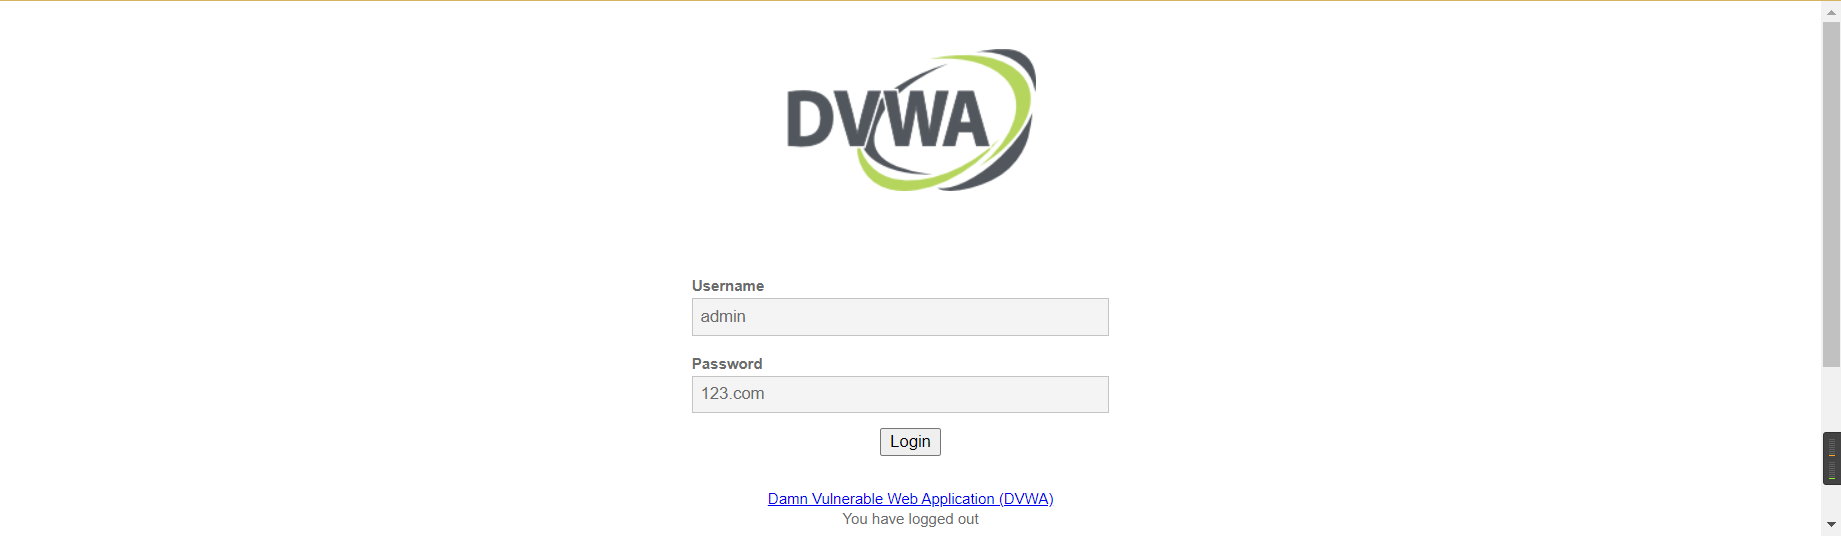 DVWA
Username
admin
Password
123.com
Login
Damn Vulnerable Web Application (DVWA)
You have logged out